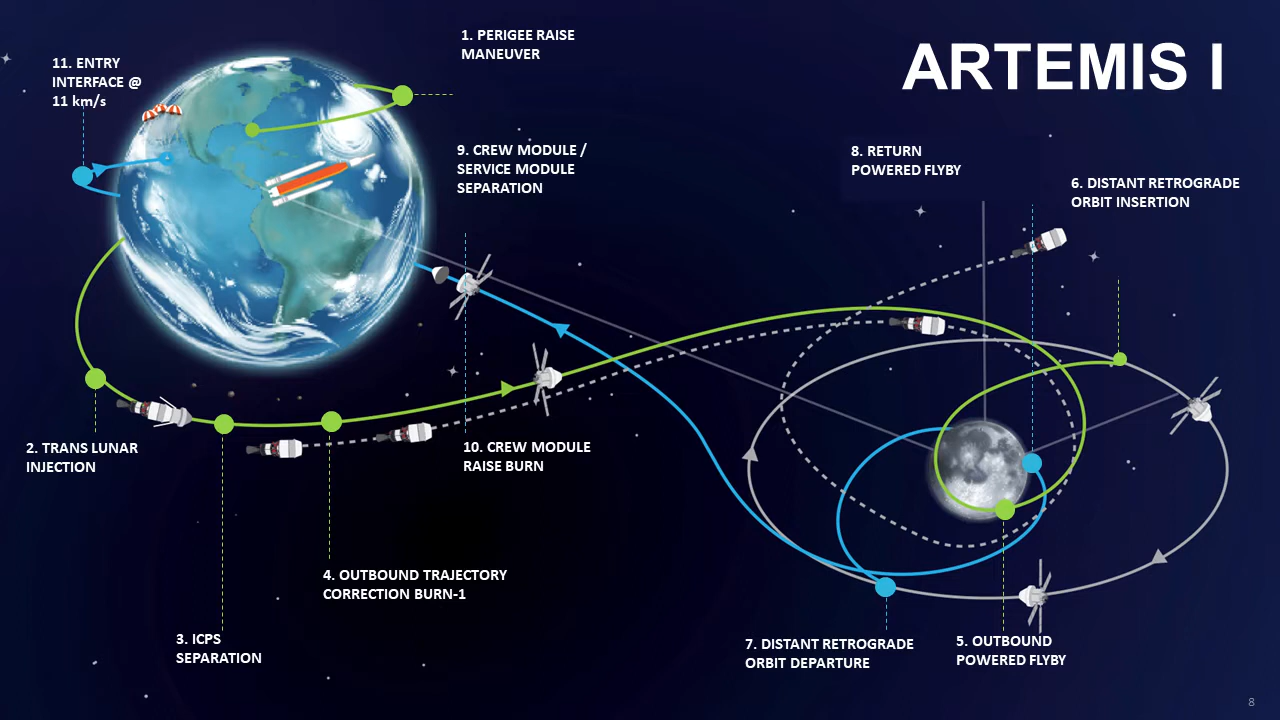 ARTEMIS I
1. PERIGEE RAISE
MANEUVER
11. ENTRY
INTERFACE @
11 km/s
9. CREW MODULE /
SERVICE MODULE
SEPARATION
8. RETURN
POWERED FLYBY
6. DISTANT RETROGRADE
ORBIT INSERTION
2. TRANS LUNAR
INJECTION
10. CREW MODULE
RAISE BURN
4. OUTBOUND TRAJECTORY
CORRECTION BURN-1
3. ICPS
SEPARATION
7. DISTANT RETROGRADE
ORBIT DEPARTURE
5. OUTBOUND
POWERED FLYBY
8